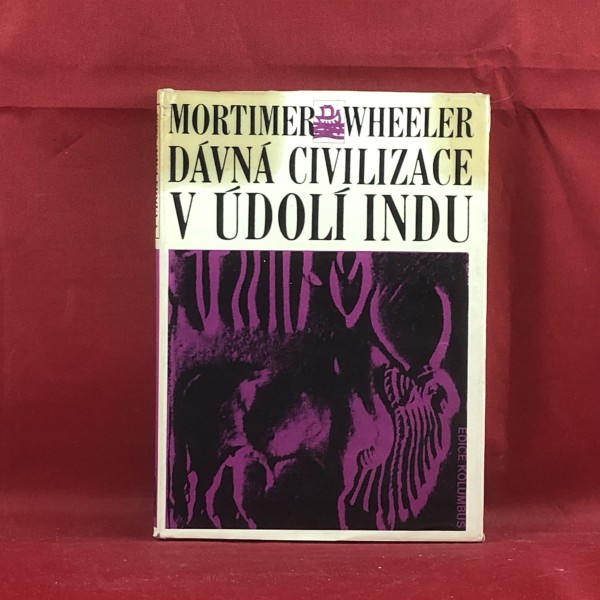 MORTIMER WHEELER
DÁVNÁ CIVILIZACE
V ÚDOLÍ INDU
EDICE KOLUMBUS